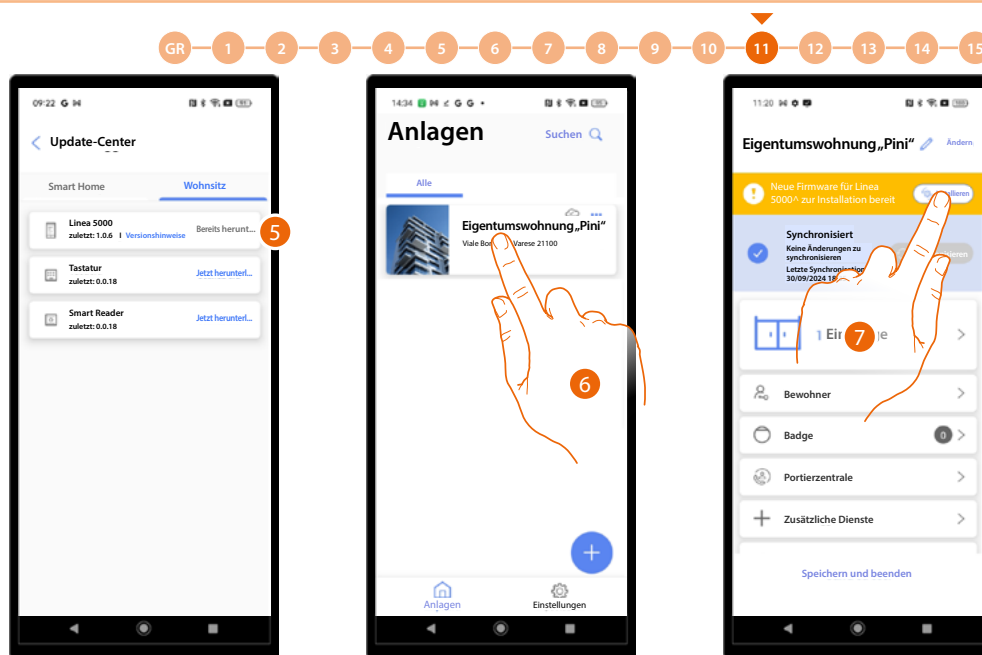 GR 1 2 3 4 5 6 7 8 9 10 11 12 13 14 15
09:22 G
Update-Center
Smart Home Wohnsitz
Linea 5000
zuletzt: 1.0.6 I Versionshinweise
Bereits herunt...
5
Tastatur
zuletzt: 0.0.18
Jetzt herunterl...
Smart Reader
zuletzt: 0.0.18
Jetzt herunterl...
14:34 G G
Anlagen
Suchen
Alle
Eigentumswohnung„Pini“
Varese 21100
6
Anlagen
Einstellungen
11:20
Eigentumswohnung„Pini“
Ändern
Neue Firmware für Linea
5000^ zur Installation bereit
Synchronisiert
Keine Änderungen zu
synchronisieren
Letzte
30/09/2024
1
7
Bewohner
Badge
0
Portierzentrale
Zusätzliche Dienste
Speichern und beenden